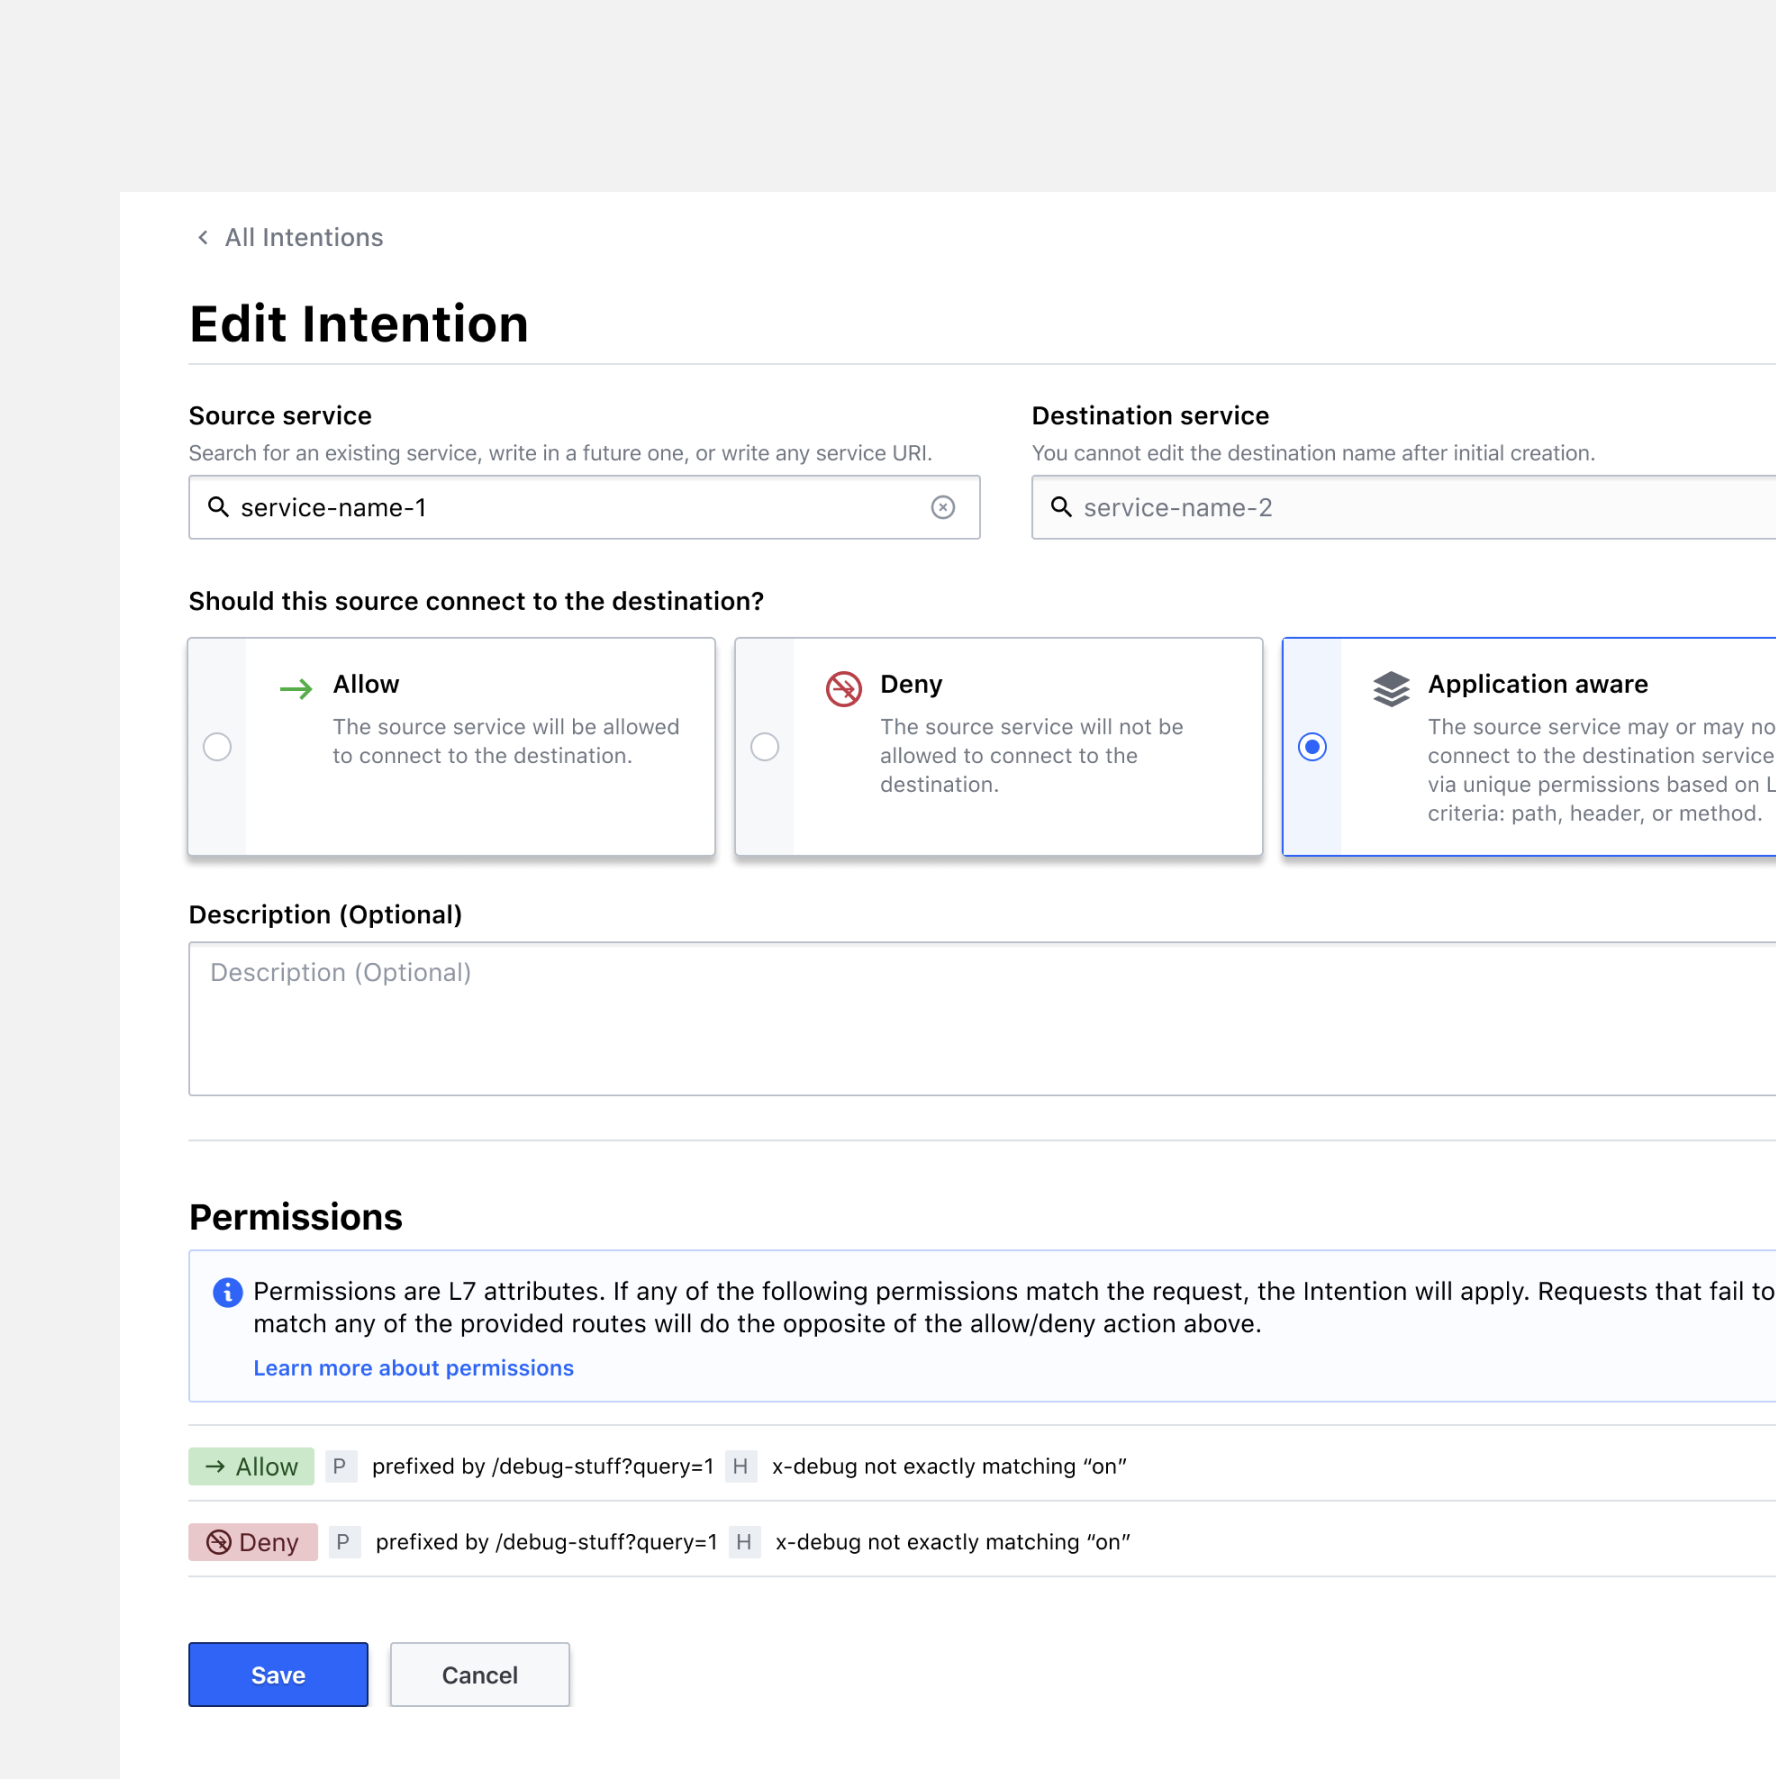 All Intentions
Edit Intention
Source service
Search for an existing service, write in a future one, or write any service URI.
service-name-1
Destination service
You cannot edit the destination name after initial creation.
service-name-2
Should this source connect to the destination?
Allow
The source service will be allowed
to connect to the destination.
Deny
The source service will not be
allowed to connect to the
destination.
Application aware
The source service may or may no
connect to the destination service
via unique permissions based on L
criteria: path, header, or method.
Description (Optional)
Description (Optional)
Permissions
Permissions are L7 attributes. If any of the following permissions match the request, the Intention will apply. Requests that fail to
match any of the provided routes will do the opposite of the allow/deny action above.
Learn more about permissions
Allow P prefixed by /debug-stuff?query=1 H x-debug not exactly matching “on”
Deny P prefixed by /debug-stuff?query=1 H x-debug not exactly matching “on”
Save Cancel